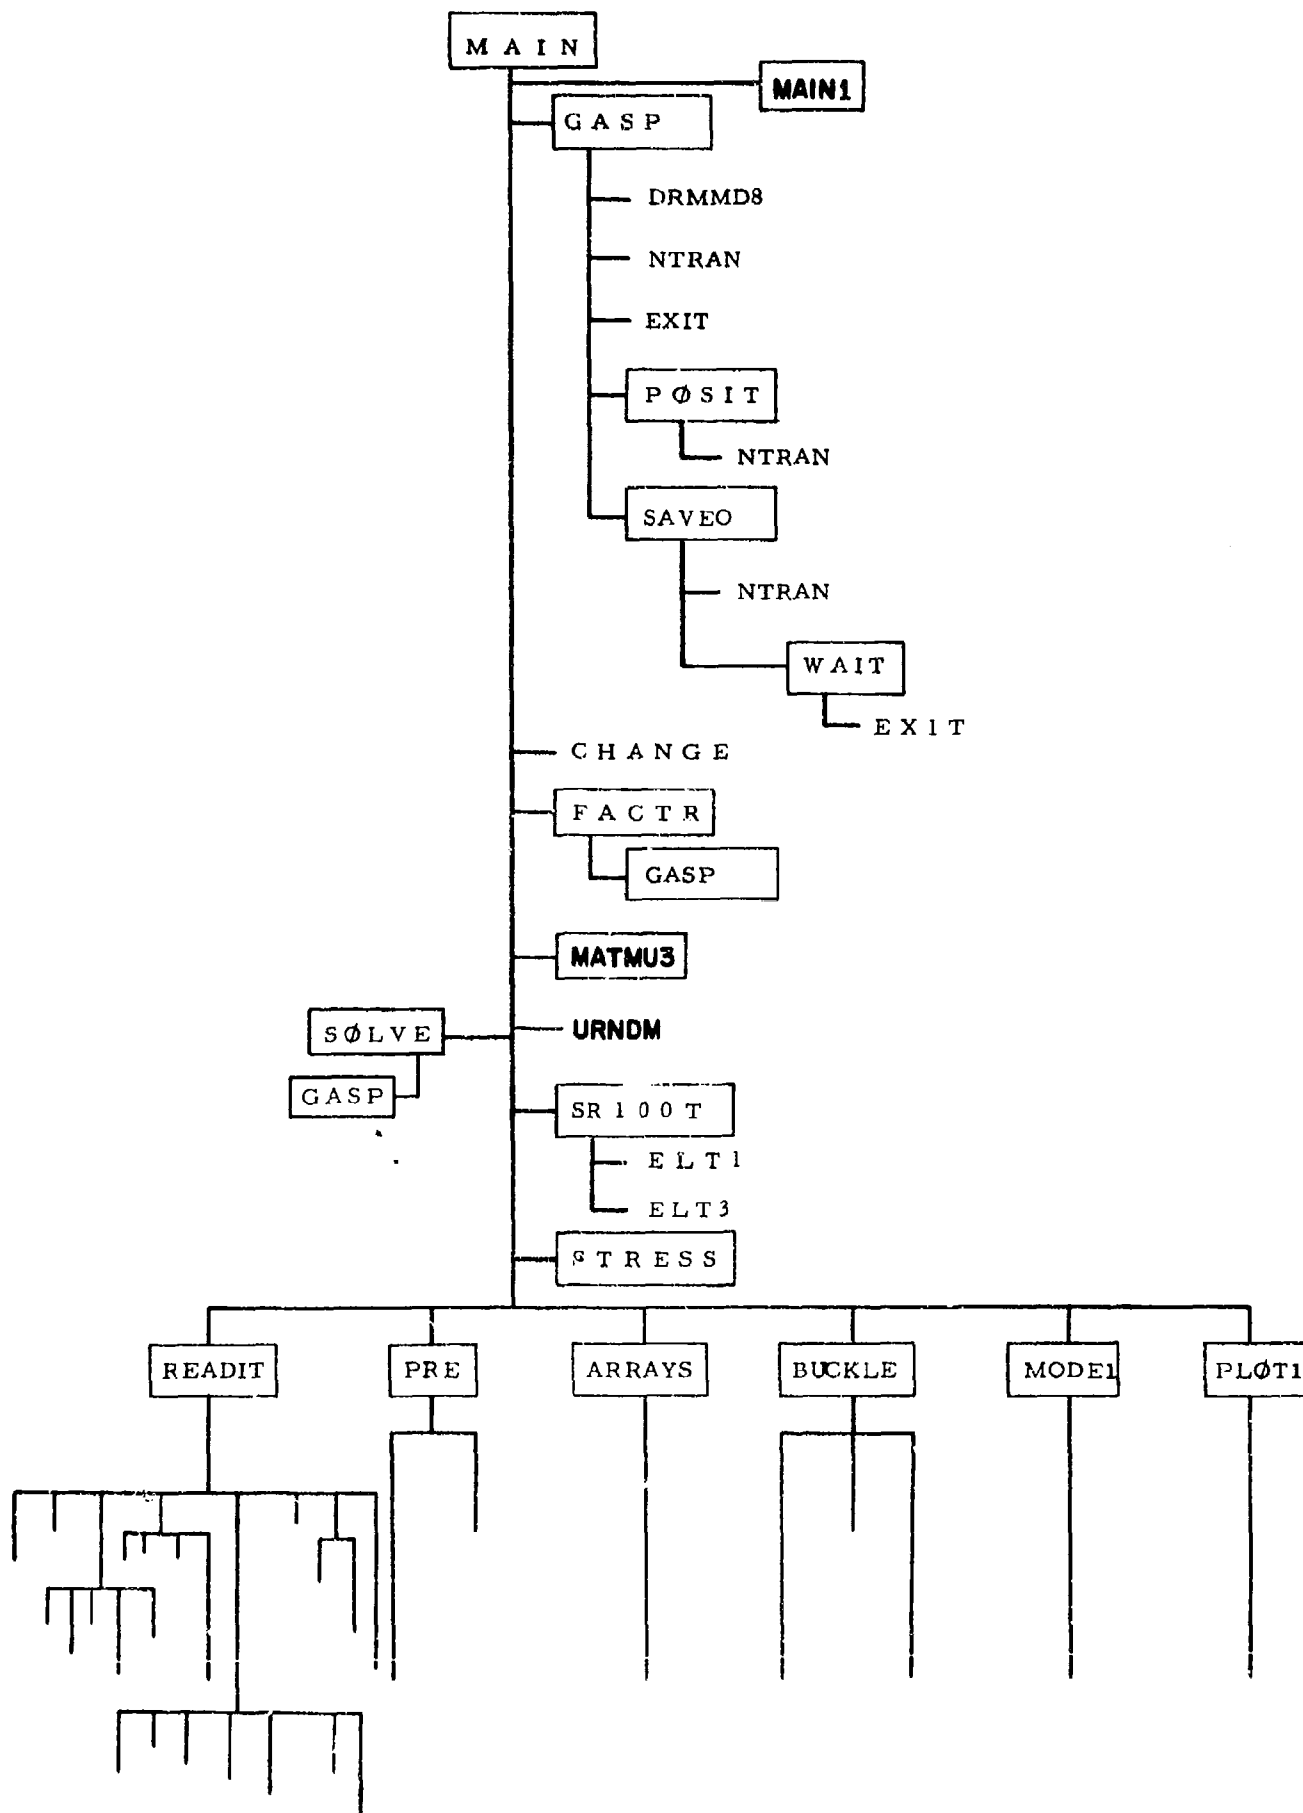 MAIN
MAIN1
GASP
DRMMD8
NTRAN
EXIT
PØSIT
NTRAN
SAVEO
NTRAN
WAIT
EXIT
CHANGE
FACTR
GASP
MATMU3
SØLVE
URNDM
GASP
SR100T
ELT1
ELT3
STRESS
READIT
PRE
ARRAYS
BUCKLE
MODE1
PLØT1